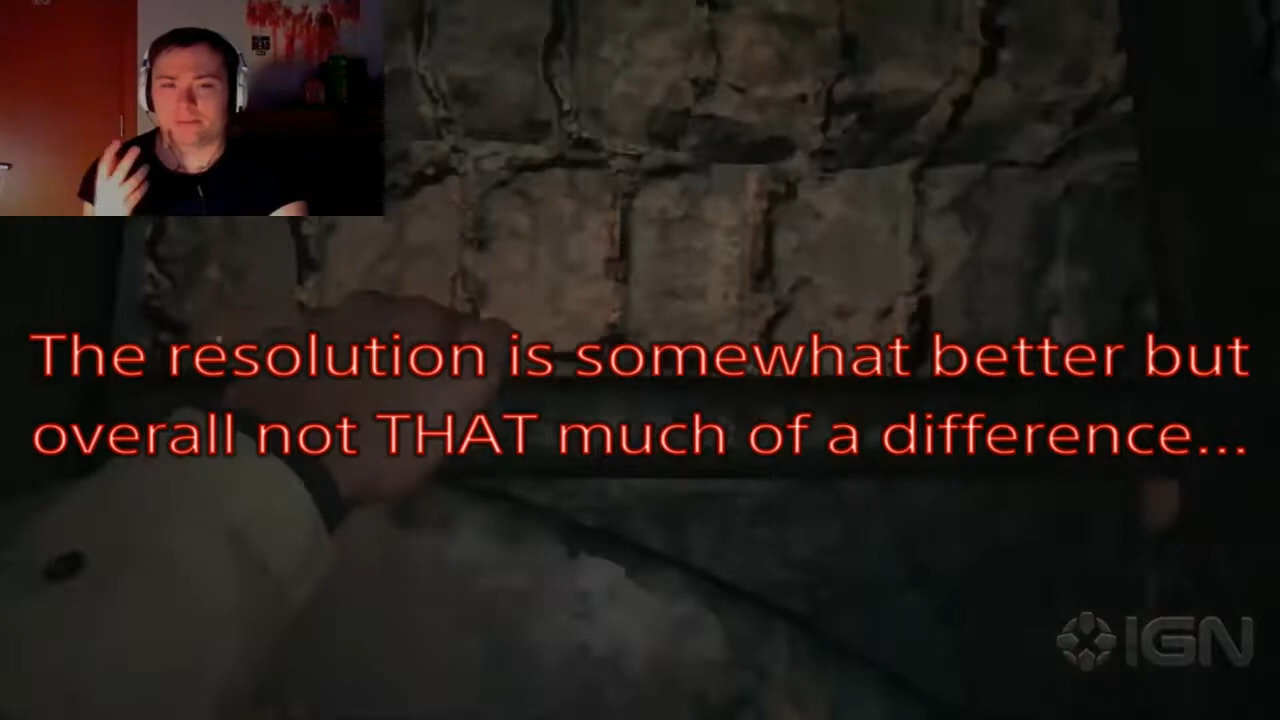 The resolution is somewhat better but
overall not THAT much of a difference...
IGN